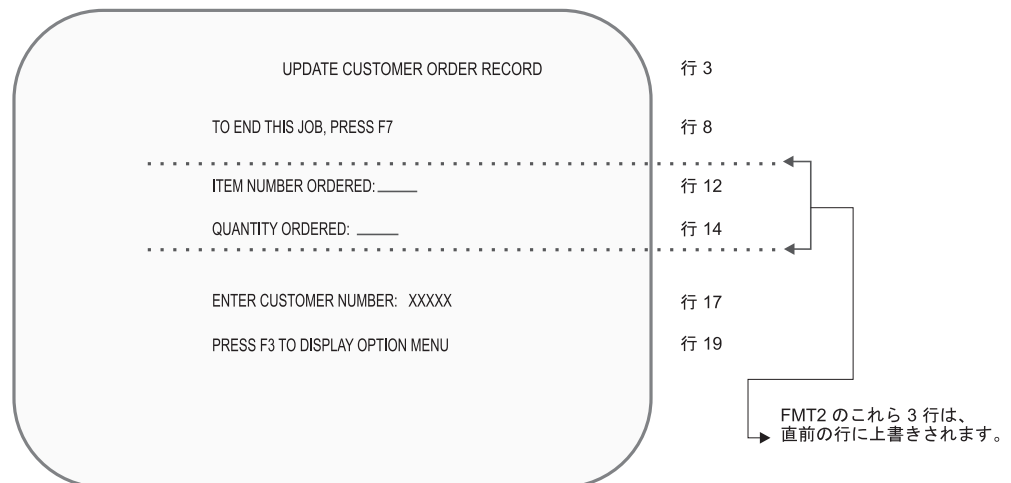 UPDATE CUSTOMER ORDER RECORD 行 3
TO END THIS JOB, PRESS F7 行 8
ITEM NUMBER ORDERED: 行 12
QUANTITY ORDERED: 行 14
ENTER CUSTOMER NUMBER: XXXXX 行 17
PRESS F3 TO DISPLAY OPTION MENU 行 19
FMT2 のこれら 3 行は、
直前の行に上書きされます。